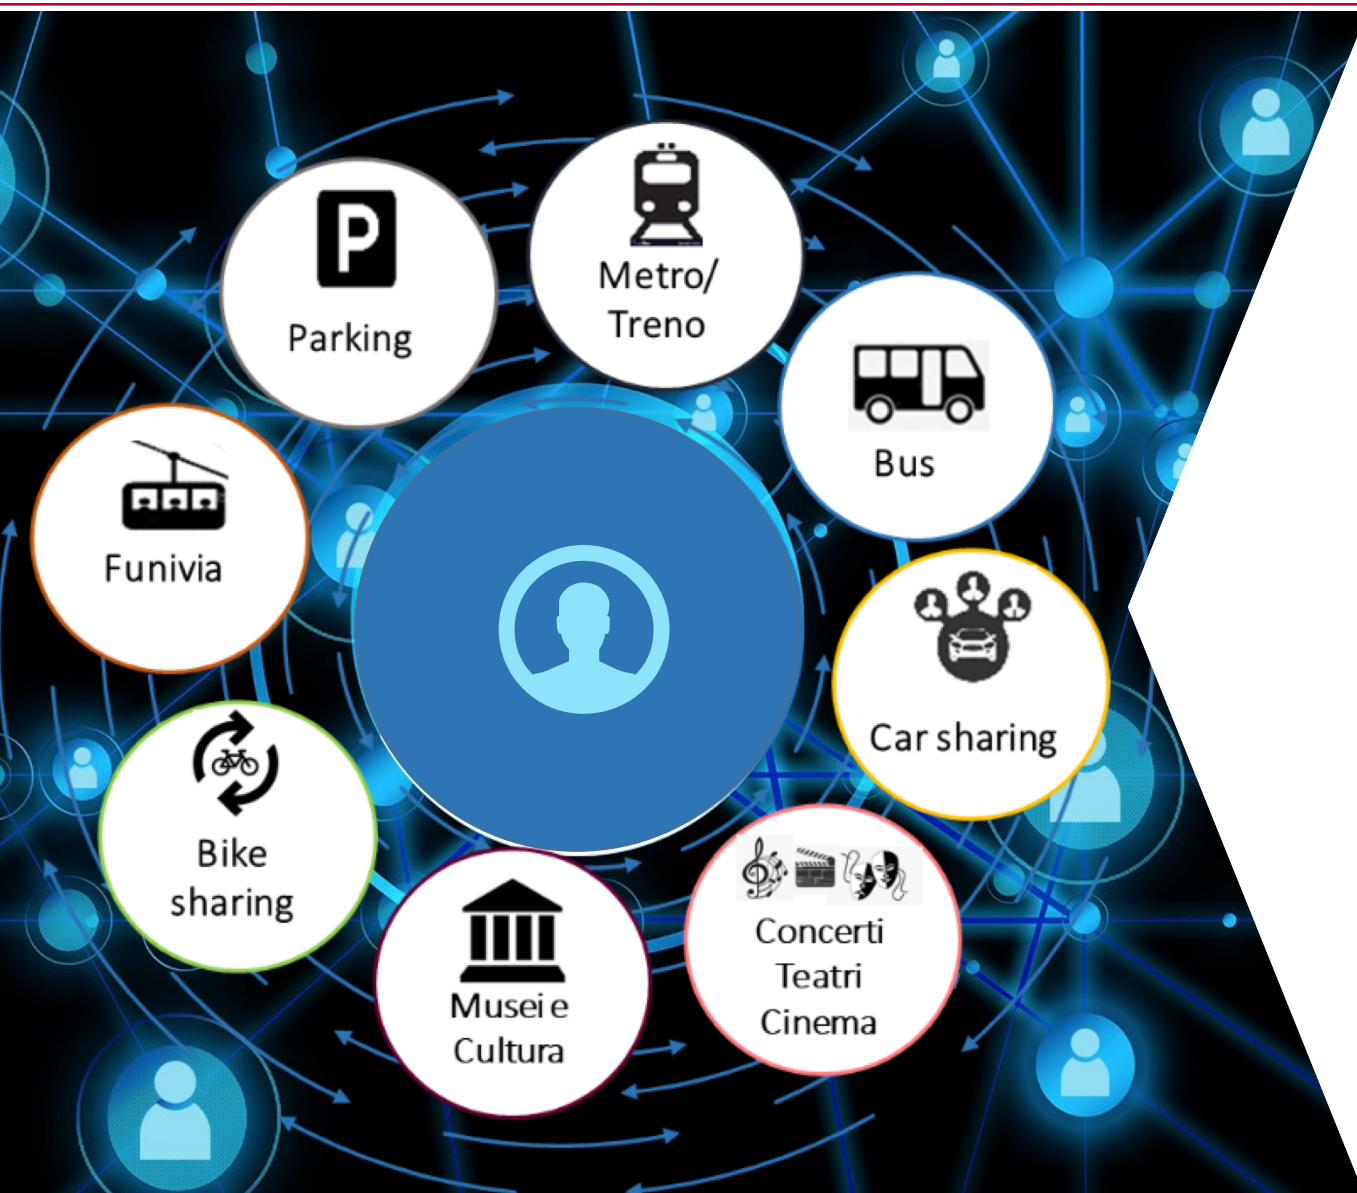 P
Parking
Metro/
Treno
Bus
Funivia
Car sharing
Bike
sharing
Musei e
Cultura
Concerti
Teatri
Cinema